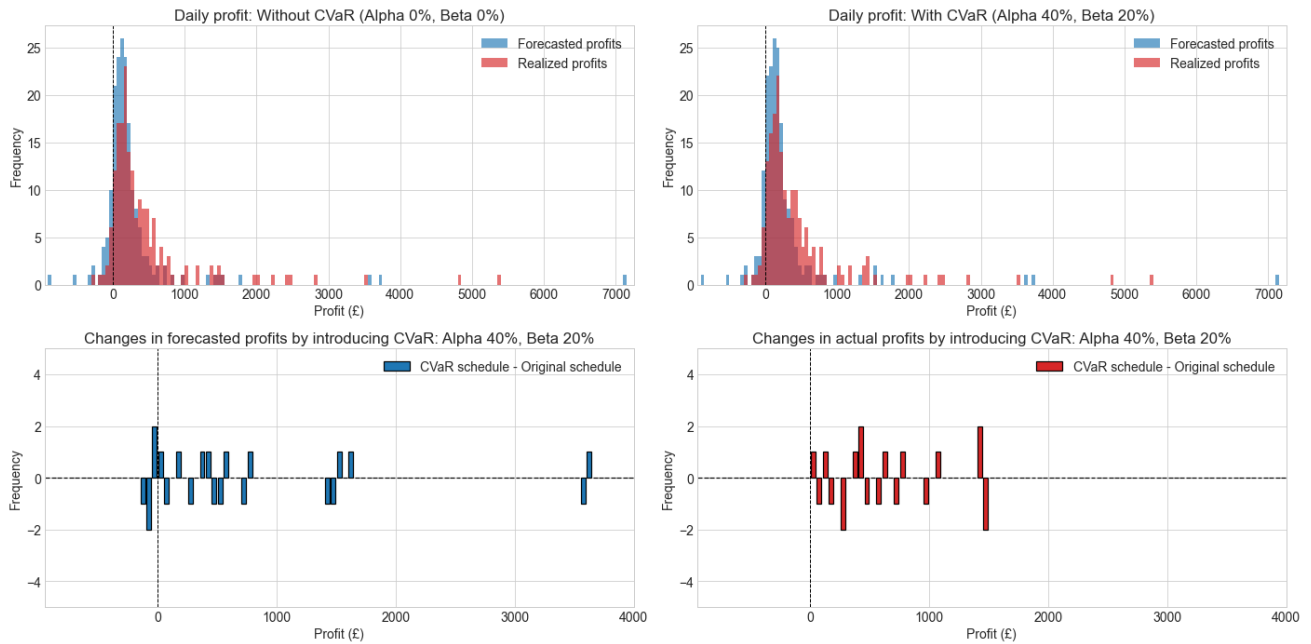 Daily profit: Without CVaR (Alpha 0%, Beta 0%)
Forecasted profits
Realized profits
Frequency
25
20
15
10
5
0
0
1000
2000
3000
4000
5000
6000
7000
Profit (£)
Daily profit: With CVaR (Alpha 40%, Beta 20%)
Forecasted profits
Realized profits
Frequency
25
20
15
10
5
0
0
1000
2000
3000
4000
5000
6000
7000
Profit (£)
Changes in forecasted profits by introducing CVaR: Alpha 40%, Beta 20%
CVaR schedule - Original schedule
Frequency
4
2
0
−2
−4
0
1000
2000
3000
4000
Profit (£)
Changes in actual profits by introducing CVaR: Alpha 40%, Beta 20%
CVaR schedule - Original schedule
Frequency
4
2
0
−2
−4
0
1000
2000
3000
4000
Profit (£)